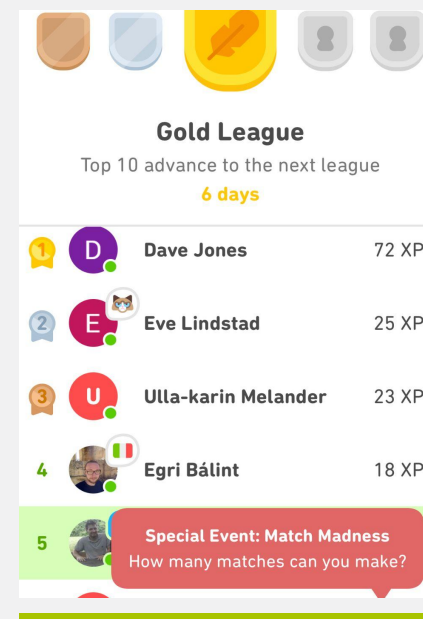 Gold League
Top 10 advance to the next league
6 days
1 D Dave Jones 72 XP
2 E Eve Lindstad 25 XP
3 U Ulla-karin Melander 23 XP
4 Egri Bálint 18 XP
5
Special Event: Match Madness
How many matches can you make?